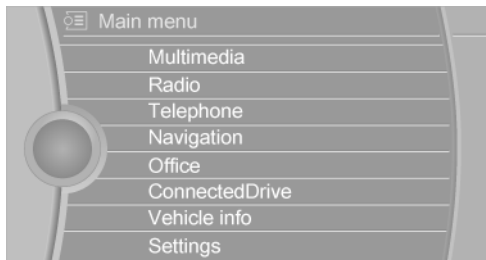 Main menu
Multimedia
Radio
Telephone
Navigation
Office
ConnectedDrive
Vehicle info
Settings